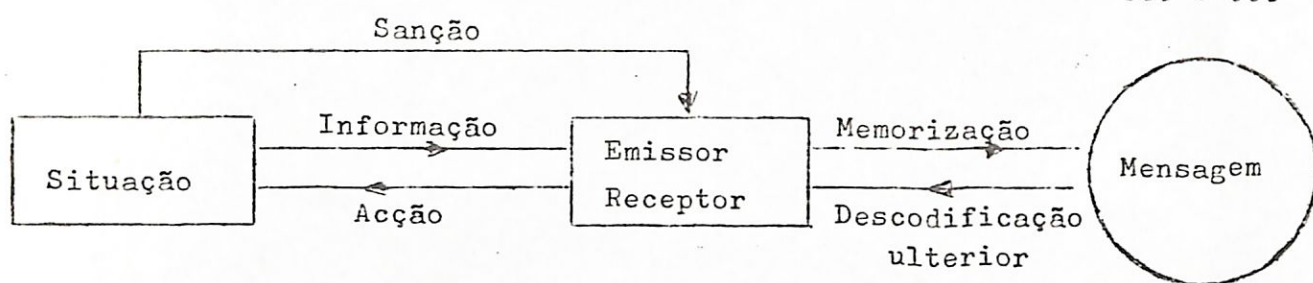 Sanção
Informação
Memorização
Situação
Emissor
Receptor
Mensagem
Acção
Descodificação
ulterior